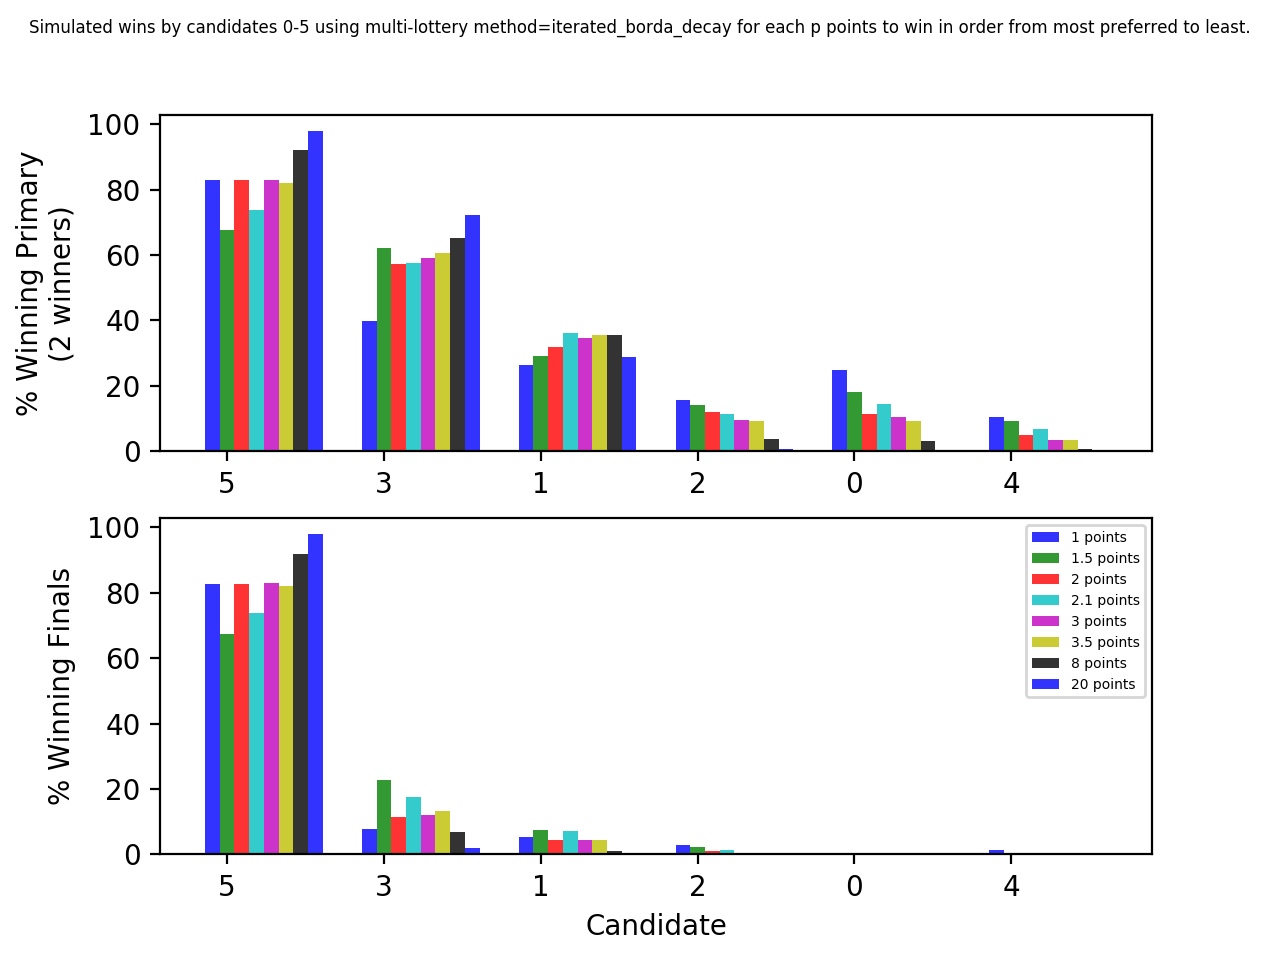 Simulated wins by candidates 0-5 using multi-lottery method=iterated_borda_decay for each p points to win in order from most preferred to least.
% Winning Primary
(2 winners)
100
80
60
40
20
0
5 3 1 2 0 4
% Winning Finals
100
80
60
40
20
0
1 points
1.5 points
2 points
2.1 points
3 points
3.5 points
8 points
20 points
5 3 1 2 0 4
Candidate